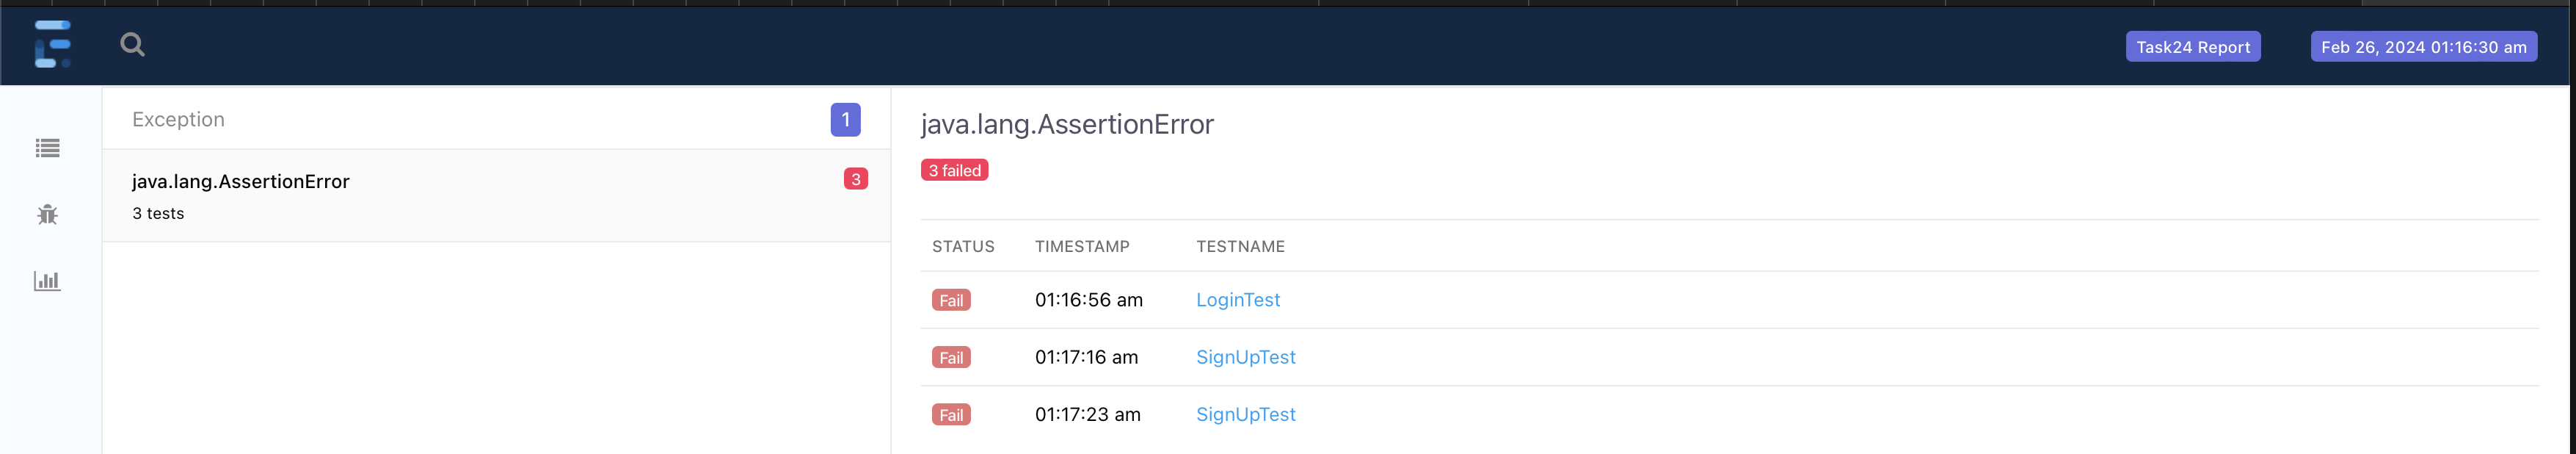 Task24 Report
Feb 26, 2024 01:16:30 am
Exception
1
java.lang.AssertionError
3
3 tests
java.lang.AssertionError
3 failed
STATUS TIMESTAMP TESTNAME
Fail 01:16:56 am LoginTest
Fail 01:17:16 am SignUpTest
Fail 01:17:23 am SignUpTest